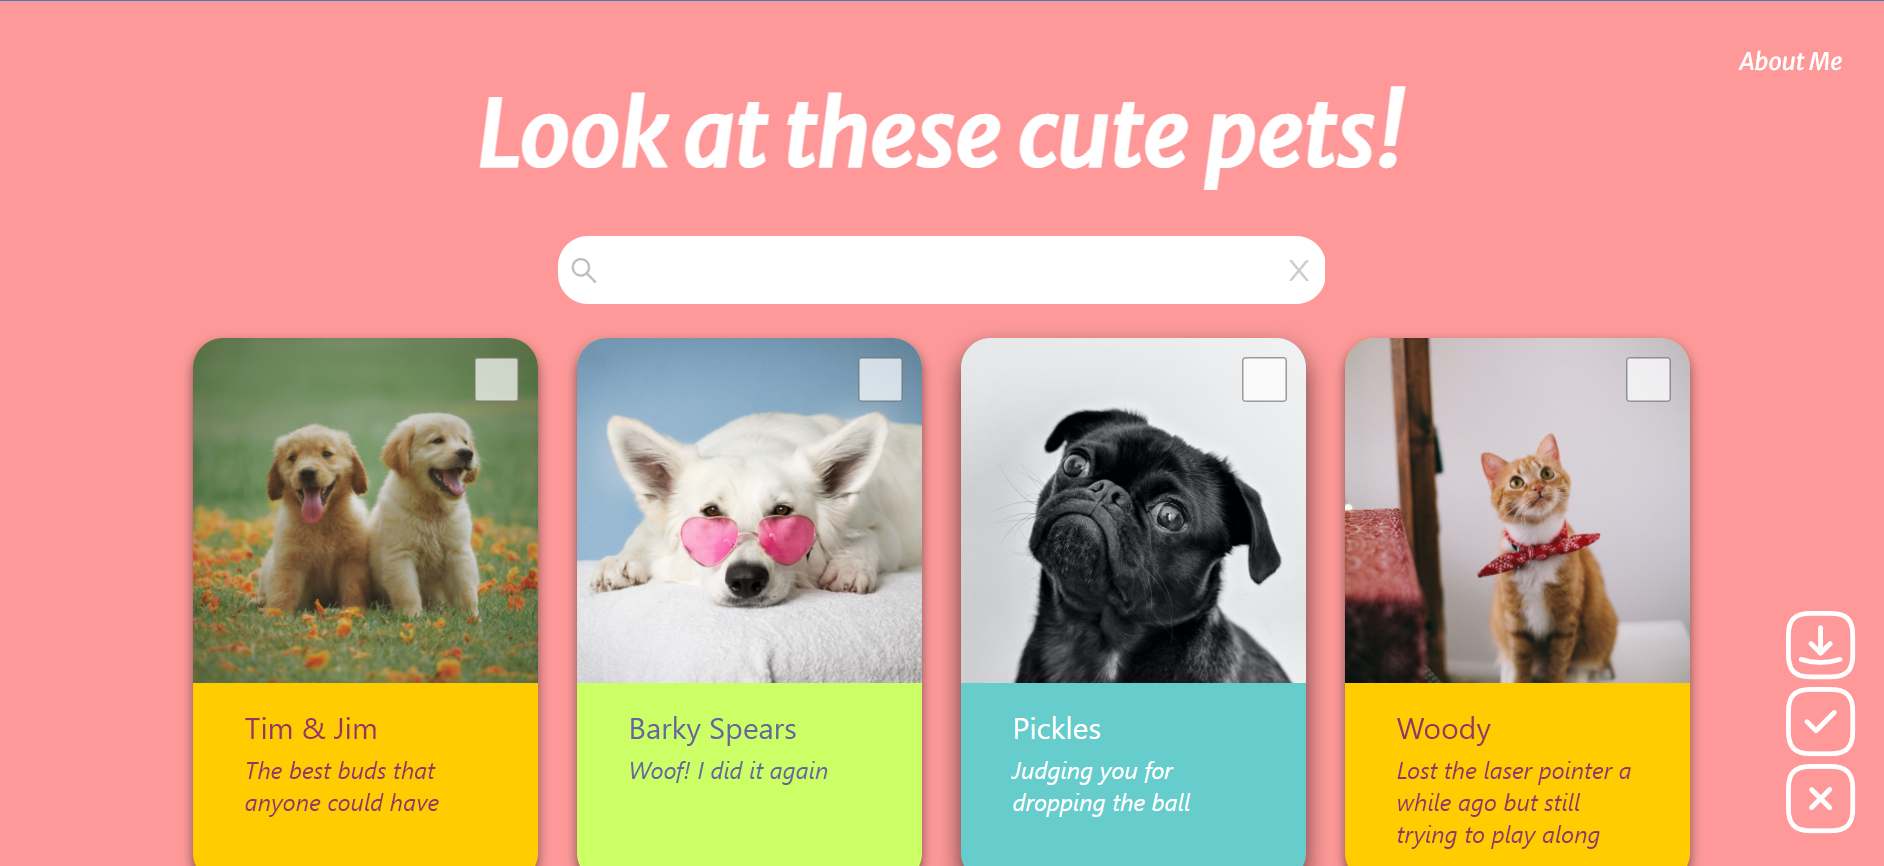 About Me
Look at these cute pets!
X
Tim & Jim
The best buds that
anyone could have
Barky Spears
Woof! I did it again
Pickles
Judging you for
dropping the ball
Woody
Lost the laser pointer a
while ago but still
trying to play along